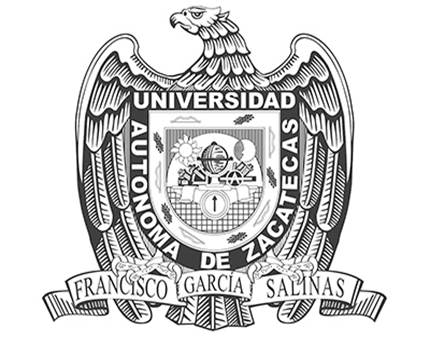 UNIVERSIDAD
AUTONOMA DE ZACATECAS
FRANCISCO GARCIA SALINAS